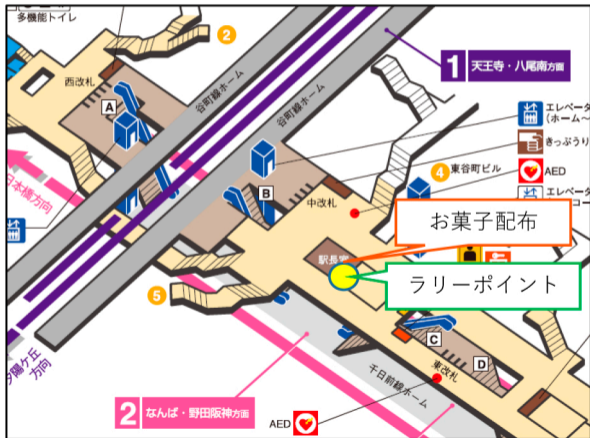 多機能トイレ
2
西改札
A
谷町線ホーム
谷町線ホーム
1 天王寺・八尾南方面
エレベータ
(ホーム～
きっぷうり
4 東谷町ビル
AED
エレベータ
B
中改札
日本橋方向
お菓子配布
駅長室
ラリーポイント
5
C
D
東改札
夕陽ケ丘
方向
千日前線ホーム
2 なんば・野田阪神方面
AED